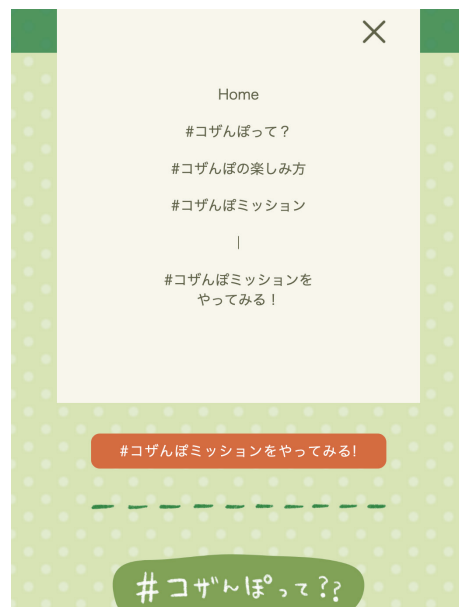 Home
#コザんぽって？
#コザんぽの楽しみ方
#コザんぽミッション
|
#コザんぽミッションを
やってみる！
#コザんぽミッションをやってみる!
#コザんぽって??